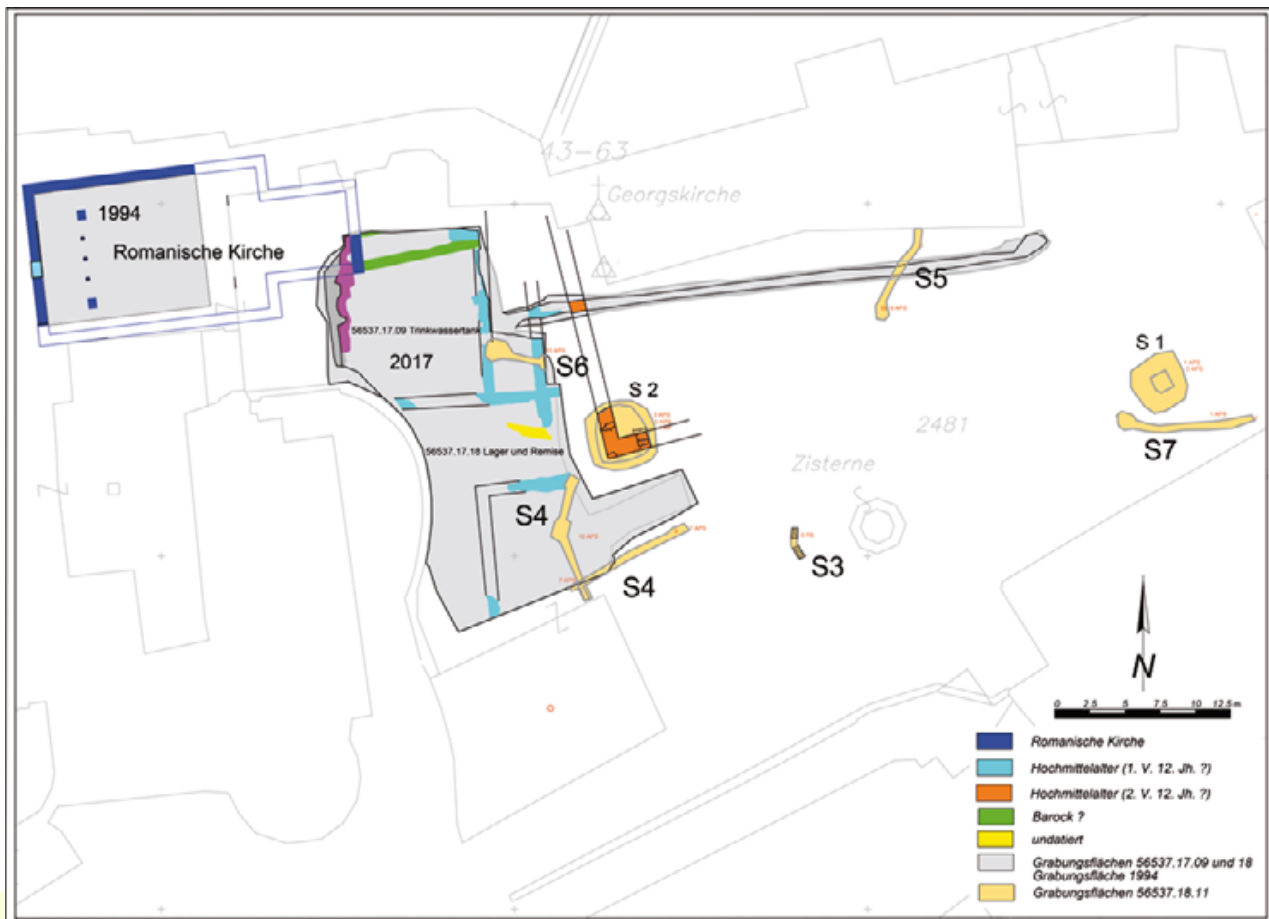 43-63
Georgskirche
1994
Romanische Kirche
56537.17.09 Trinkwassertank
2017
S6
S5
S 1
S 2
S7
2481
Zisterne
56537.17.18 Lager und Remise
S4
S3
S4
N
0 2.5 5 7.5 10 12.5 m
Romanische Kirche
Hochmittelalter (1. V. 12. Jh. ?)
Hochmittelalter (2. V. 12. Jh. ?)
Barock ?
undatiert
Grabungsflächen 56537.17.09 und 18
Grabungsfläche 1994
Grabungsflächen 56537.18.11